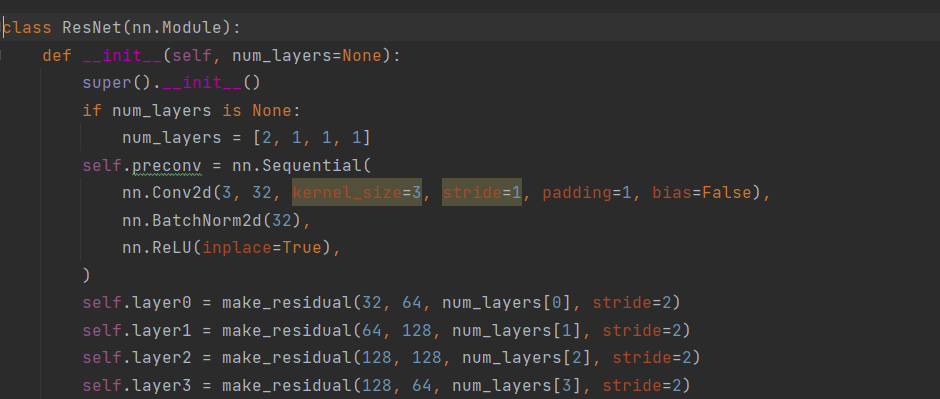 class ResNet(nn.Module):
def __init__(self, num_layers=None):
super().__init__()
if num_layers is None:
num_layers = [2, 1, 1, 1]
self.preconv = nn.Sequential(
nn.Conv2d(3, 32, kernel_size=3, stride=1, padding=1, bias=False),
nn.BatchNorm2d(32),
nn.ReLU(inplace=True),
)
self.layer0 = make_residual(32, 64, num_layers[0], stride=2)
self.layer1 = make_residual(64, 128, num_layers[1], stride=2)
self.layer2 = make_residual(128, 128, num_layers[2], stride=2)
self.layer3 = make_residual(128, 64, num_layers[3], stride=2)